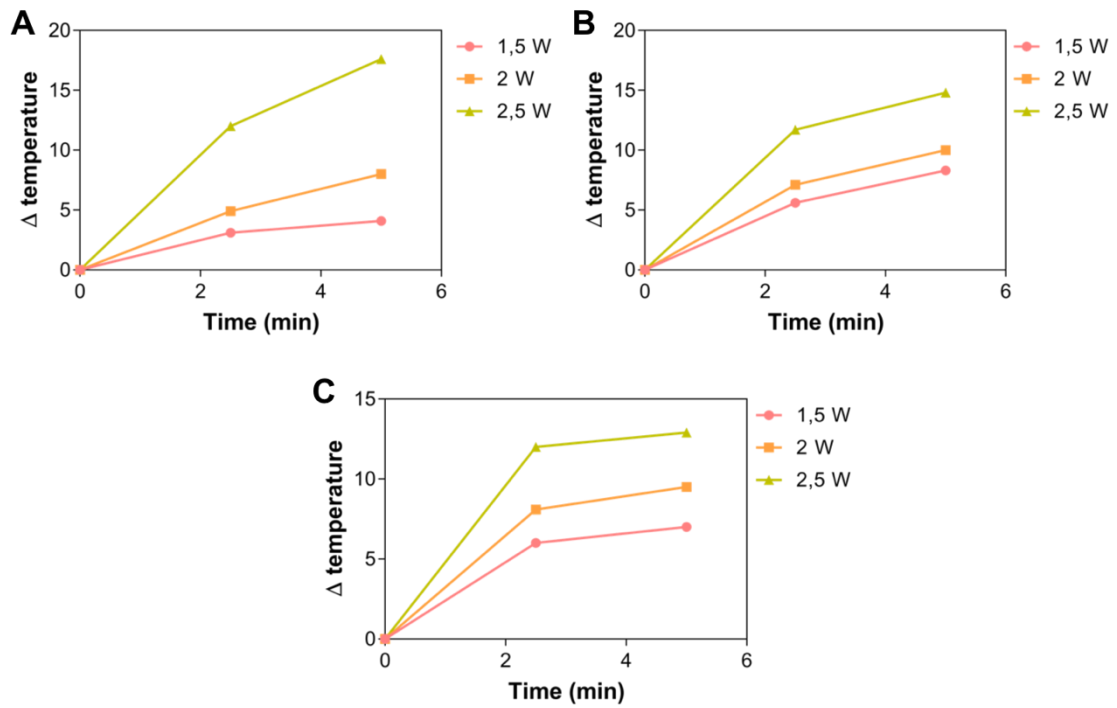 A
Δ temperature
20
15
10
5
0
0 2 4 6
Time (min)
1,5 W
2 W
2,5 W
B
Δ temperature
20
15
10
5
0
0 2 4 6
Time (min)
1,5 W
2 W
2,5 W
C
Δ temperature
15
10
5
0
0 2 4 6
Time (min)
1,5 W
2 W
2,5 W